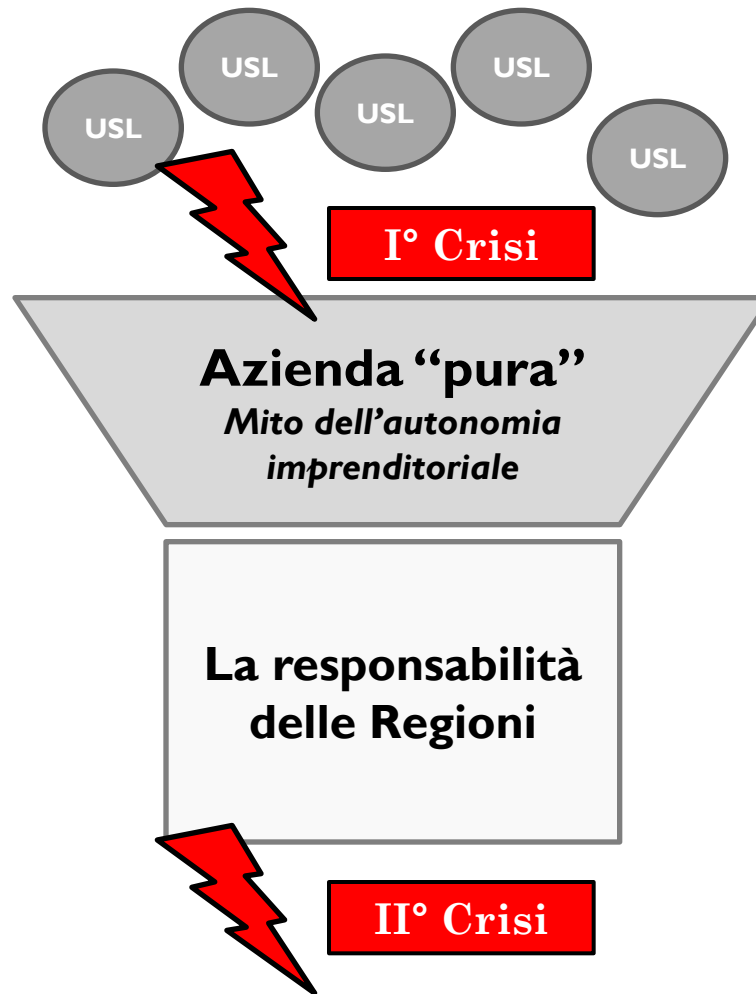 USL
USL
USL
USL
USL
I° Crisi
Azienda “pura”
Mito dell’autonomia
imprenditoriale
La responsabilità
delle Regioni
II° Crisi